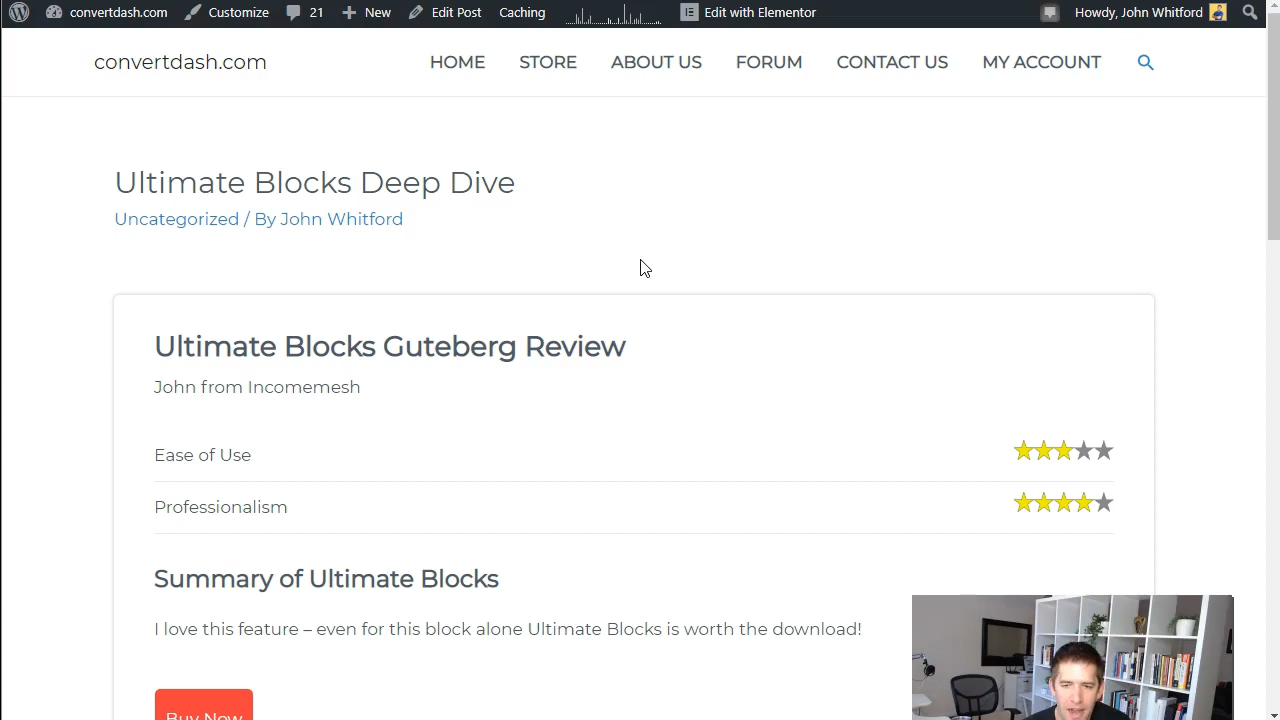 convertdash.com Customize 21 New Edit Post Caching Edit with Elementor Howdy, John Whitford
convertdash.com HOME STORE ABOUT US FORUM CONTACT US MY ACCOUNT
Ultimate Blocks Deep Dive
Uncategorized / By John Whitford
Ultimate Blocks Guteberg Review
John from Incomemesh
Ease of Use
Professionalism
Summary of Ultimate Blocks
I love this feature – even for this block alone Ultimate Blocks is worth the download!
Buy Now